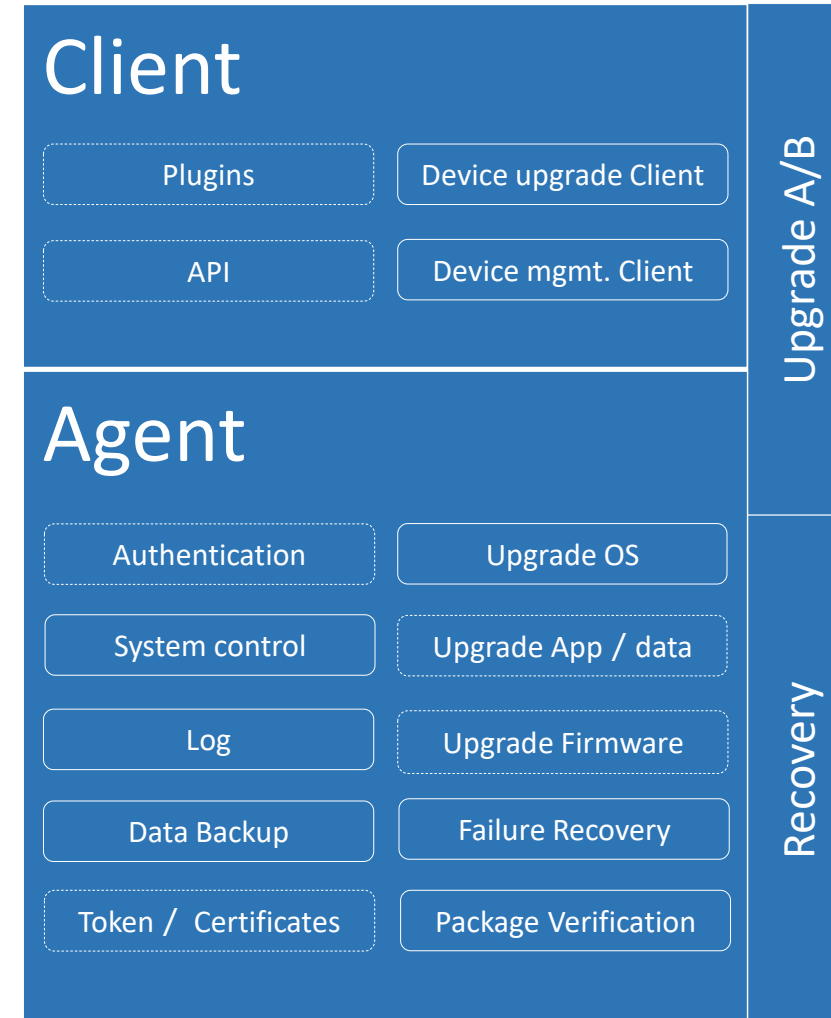 Client
Plugins
Device upgrade Client
API
Device mgmt. Client
Agent
Authentication
Upgrade OS
System control
Upgrade App / data
Log
Upgrade Firmware
Data Backup
Failure Recovery
Token / Certificates
Package Verification
Upgrade A/B
Recovery